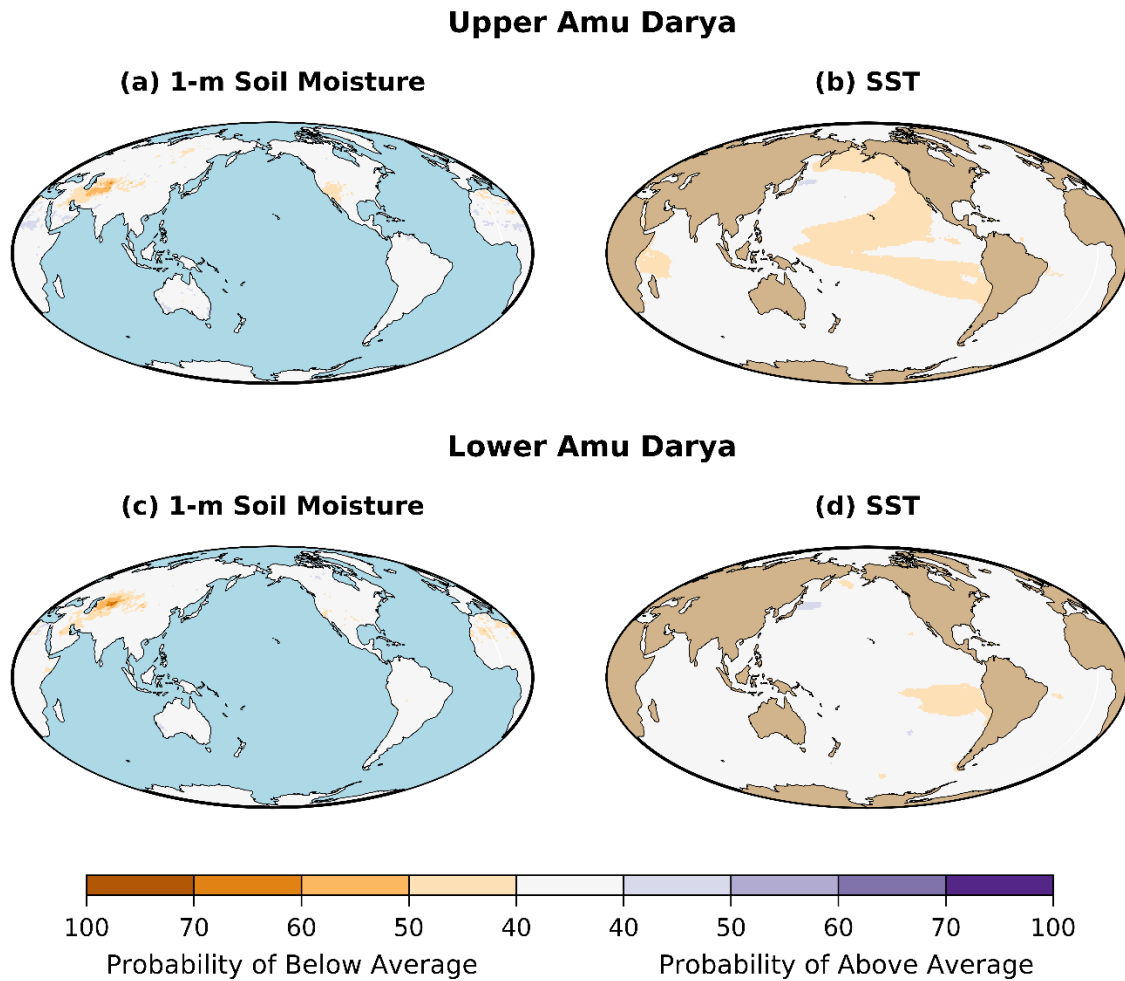 Upper Amu Darya
(a) 1-m Soil Moisture
(b) SST
Lower Amu Darya
(c) 1-m Soil Moisture
(d) SST
100 70 60 50 40 40 50 60 70 100
Probability of Below Average
Probability of Above Average